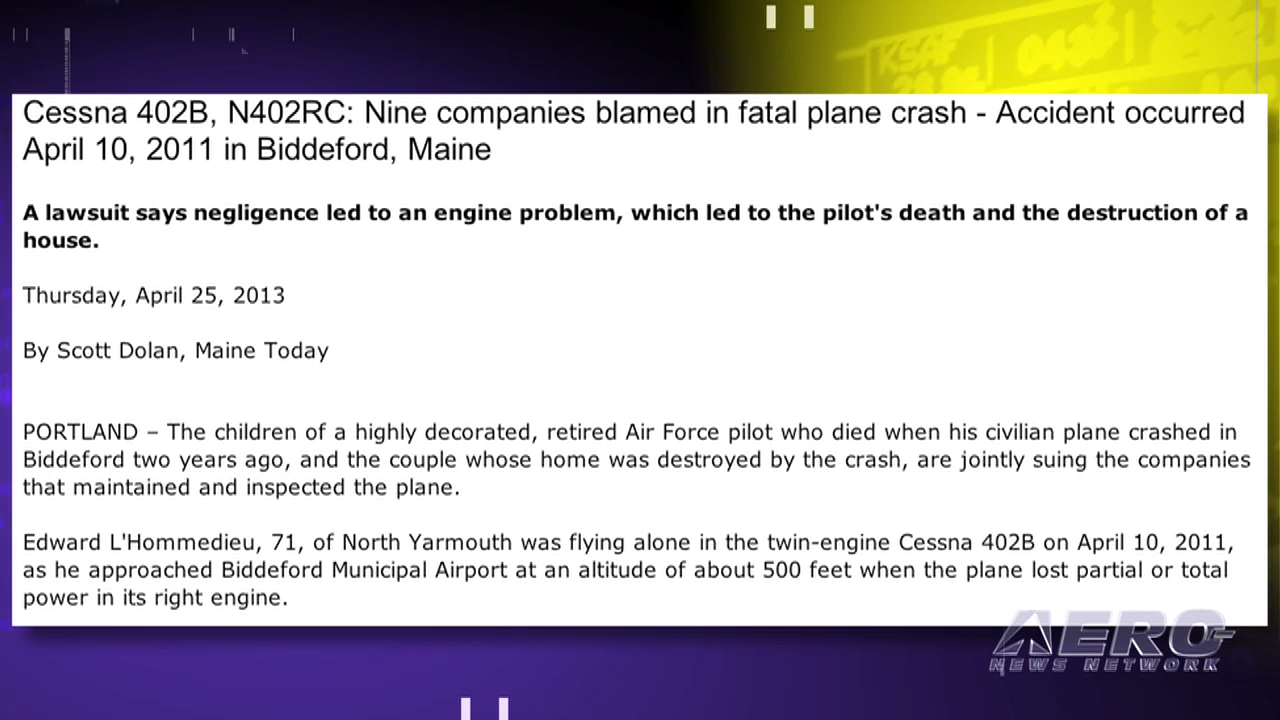 KSAF
Cessna 402B, N402RC: Nine companies blamed in fatal plane crash - Accident occurred
April 10, 2011 in Biddeford, Maine
A lawsuit says negligence led to an engine problem, which led to the pilot's death and the destruction of a
house.
Thursday, April 25, 2013
By Scott Dolan, Maine Today
PORTLAND – The children of a highly decorated, retired Air Force pilot who died when his civilian plane crashed in
Biddeford two years ago, and the couple whose home was destroyed by the crash, are jointly suing the companies
that maintained and inspected the plane.
Edward L'Hommedieu, 71, of North Yarmouth was flying alone in the twin-engine Cessna 402B on April 10, 2011,
as he approached Biddeford Municipal Airport at an altitude of about 500 feet when the plane lost partial or total
power in its right engine.
AERO
NEWS NETWORK